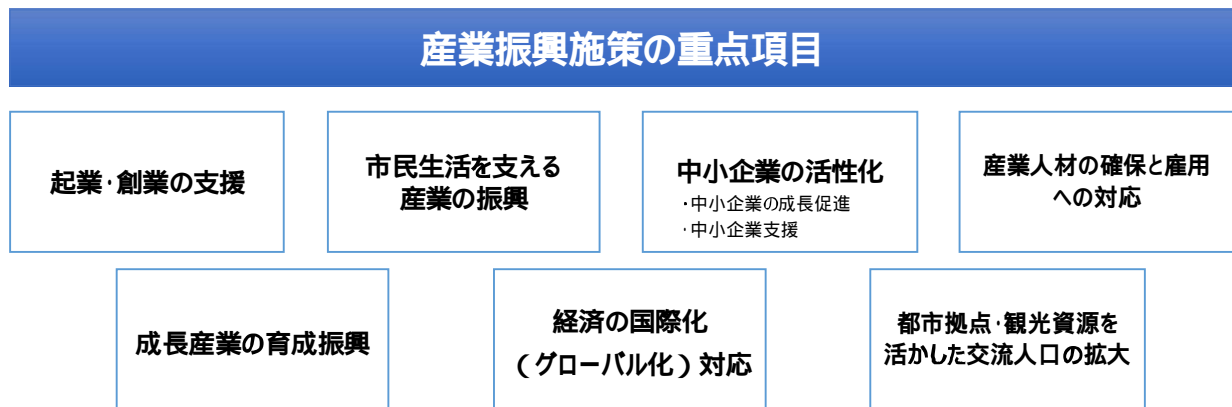 産業振興施策の重点項目
起業・創業の支援
市民生活を支える
産業の振興
中小企業の活性化
・中小企業の成長促進
・中小企業支援
産業人材の確保と雇用
への対応
成長産業の育成振興
経済の国際化
(グローバル化)対応
都市拠点・観光資源を
活かした交流人口の拡大